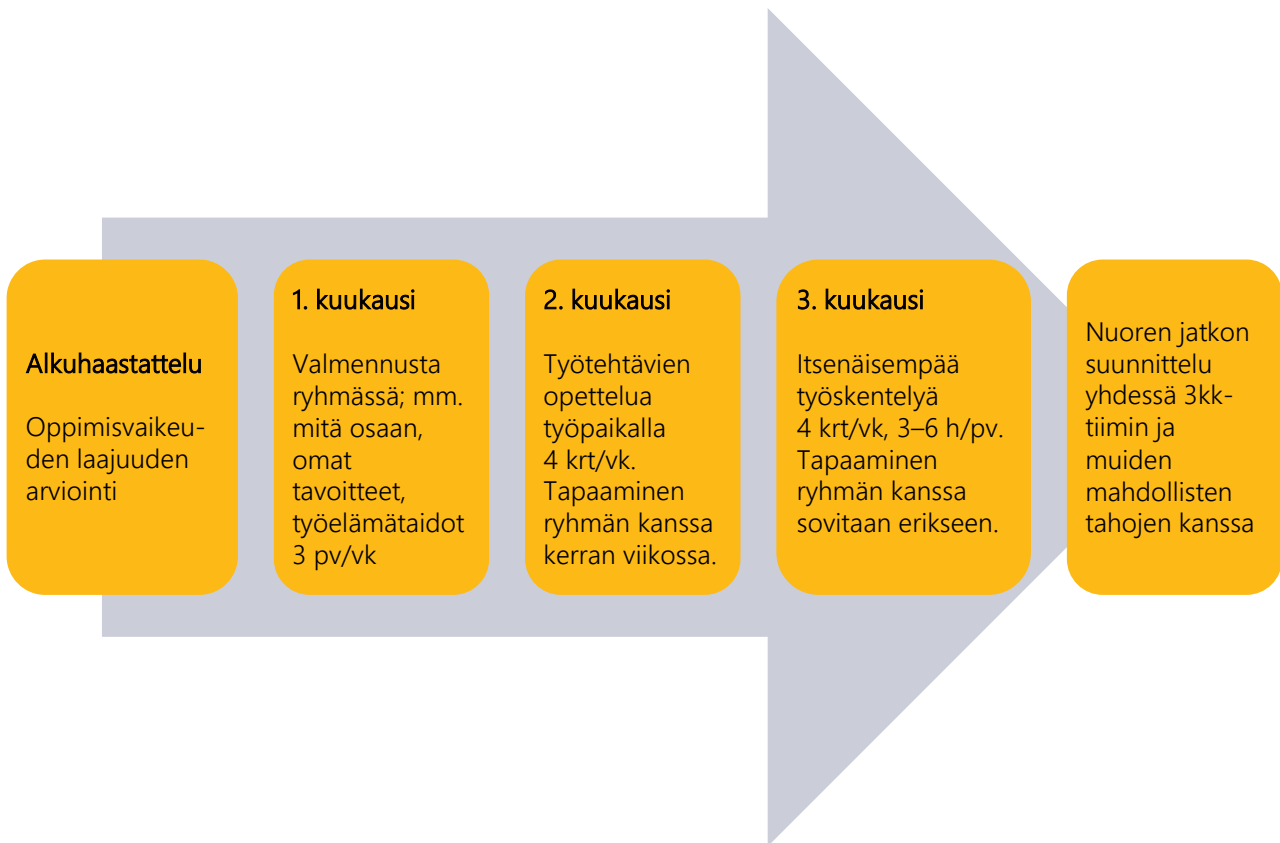 Alkuhaastattelu
Oppimisvaikeu-
den laajuuden
arviointi
1. kuukausi
Valmennusta
ryhmässä; mm.
mitä osaan,
omat
tavoitteet,
työelämätaidot
3 pv/vk
2. kuukausi
Työtehtävien
opettelua
työpaikalla
4 krt/vk.
Tapaaminen
ryhmän kanssa
kerran viikossa.
3. kuukausi
Itsenäisempää
työskentelyä
4 krt/vk, 3–6 h/pv.
Tapaaminen
ryhmän kanssa
sovitaan erikseen.
Nuoren jatkon
suunnittelu
yhdessä 3kk-
tiimin ja
muiden
mahdollisten
tahojen kanssa